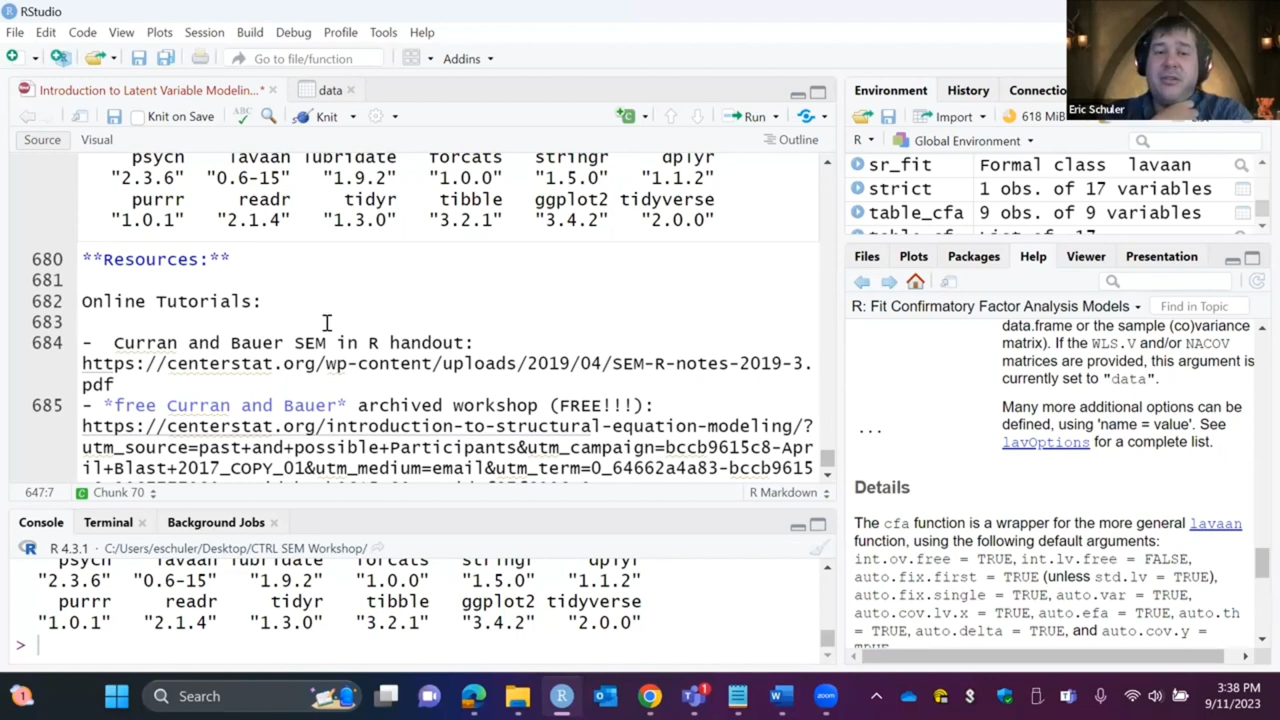 RStudio
File Edit Code View Plots Session Build Debug Profile Tools Help
Go to file/function
Addins
Eric Schuler
Introduction to Latent Variable Modelin...*
data
Knit on Save
Knit
Run
Source
Visual
Outline
psych lavaan lubridate forcats stringr dplyr
"2.3.6" "0.6-15" "1.9.2" "1.0.0" "1.5.0" "1.1.2"
purrr readr tidyr tibble ggplot2 tidyverse
"1.0.1" "2.1.4" "1.3.0" "3.2.1" "3.4.2" "2.0.0"
680 **Resources:**
681
682 Online Tutorials:
683
684 - Curran and Bauer SEM in R handout:
https://centerstat.org/wp-content/uploads/2019/04/SEM-R-notes-2019-3.
pdf
685 - *free Curran and Bauer* archived workshop (FREE!!!):
https://centerstat.org/introduction-to-structural-equation-modeling/?
utm_source=past+and+possible+Participants&utm_campaign=bccb9615c8-Apr
il+Blast+2017_COPY_01&utm_medium=email&utm_term=0_64662a4a83-bccb9615
647:7
Chunk 70
R Markdown
Console
Terminal
Background Jobs
R 4.3.1 · C:/Users/eschuler/Desktop/CTRL SEM Workshop/
psych lavaan lubridate forcats stringr dplyr
"2.3.6" "0.6-15" "1.9.2" "1.0.0" "1.5.0" "1.1.2"
purrr readr tidyr tibble ggplot2 tidyverse
"1.0.1" "2.1.4" "1.3.0" "3.2.1" "3.4.2" "2.0.0"
>
Environment
History
Connectio
Import
618 MiB
R
Global Environment
sr_fit Formal class lavaan
strict 1 obs. of 17 variables
table_cfa 9 obs. of 9 variables
Files
Plots
Packages
Help
Viewer
Presentation
R: Fit Confirmatory Factor Analysis Models
Find in Topic
data.frame or the sample (co)variance
matrix). If the WLS.V and/or NACOV
matrices are provided, this argument is
currently set to "data".
... Many more additional options can be
defined, using 'name = value'. See
lavOptions for a complete list.
Details
The cfa function is a wrapper for the more general lavaan
function, using the following default arguments:
int.ov.free = TRUE, int.lv.free = FALSE,
auto.fix.first = TRUE (unless std.lv = TRUE),
auto.fix.single = TRUE, auto.var = TRUE,
auto.cov.lv.x = TRUE, auto.efa = TRUE, auto.th
= TRUE, auto.delta = TRUE, and auto.cov.y =
1
Search
1
zoom
3:38 PM
9/11/2023